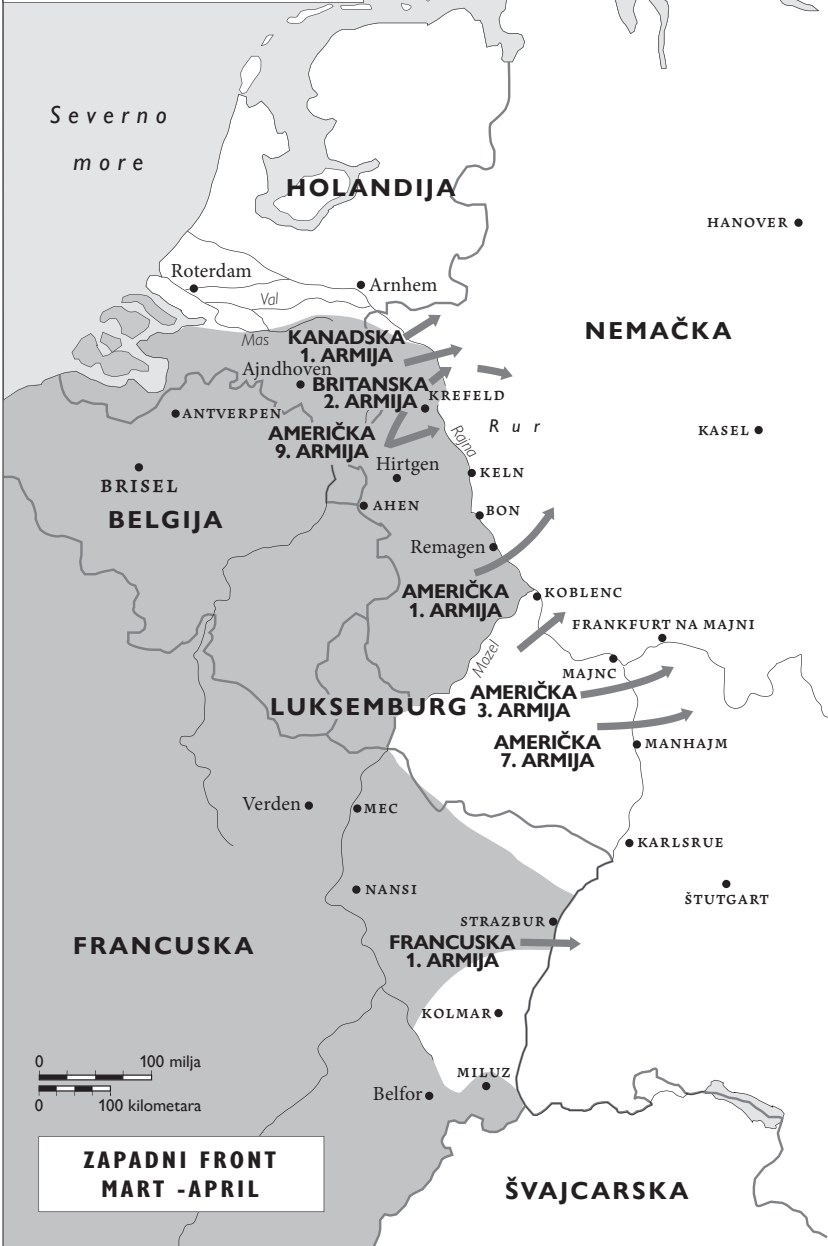 Severno
more
HOLANDIJA
HANOVER
Roterdam
Arnhem
Val
NEMAČKA
Mas
KANADSKA
1. ARMIJA
Ajndhoven
BRITANSKA
2. ARMIJA
KREFELD
ANTVERPEN
Rur
KASEL
AMERIČKA
9. ARMIJA
Rajna
Hirtgen
KELN
BRISEL
AHEN
BON
BELGIJA
Remagen
AMERIČKA
1. ARMIJA
KOBLENC
FRANKFURT NA MAJNI
Mozel
MAJNC
LUKSEMBURG
AMERIČKA
3. ARMIJA
AMERIČKA
7. ARMIJA
MANHAJM
Verden
MEC
KARLSRUE
NANSI
ŠTUTGART
STRAZBUR
FRANCUSKA
FRANCUSKA
1. ARMIJA
KOLMAR
0 100 milja
0 100 kilometara
MILUZ
Belfor
ZAPADNI FRONT
MART -APRIL
ŠVAJCARSKA